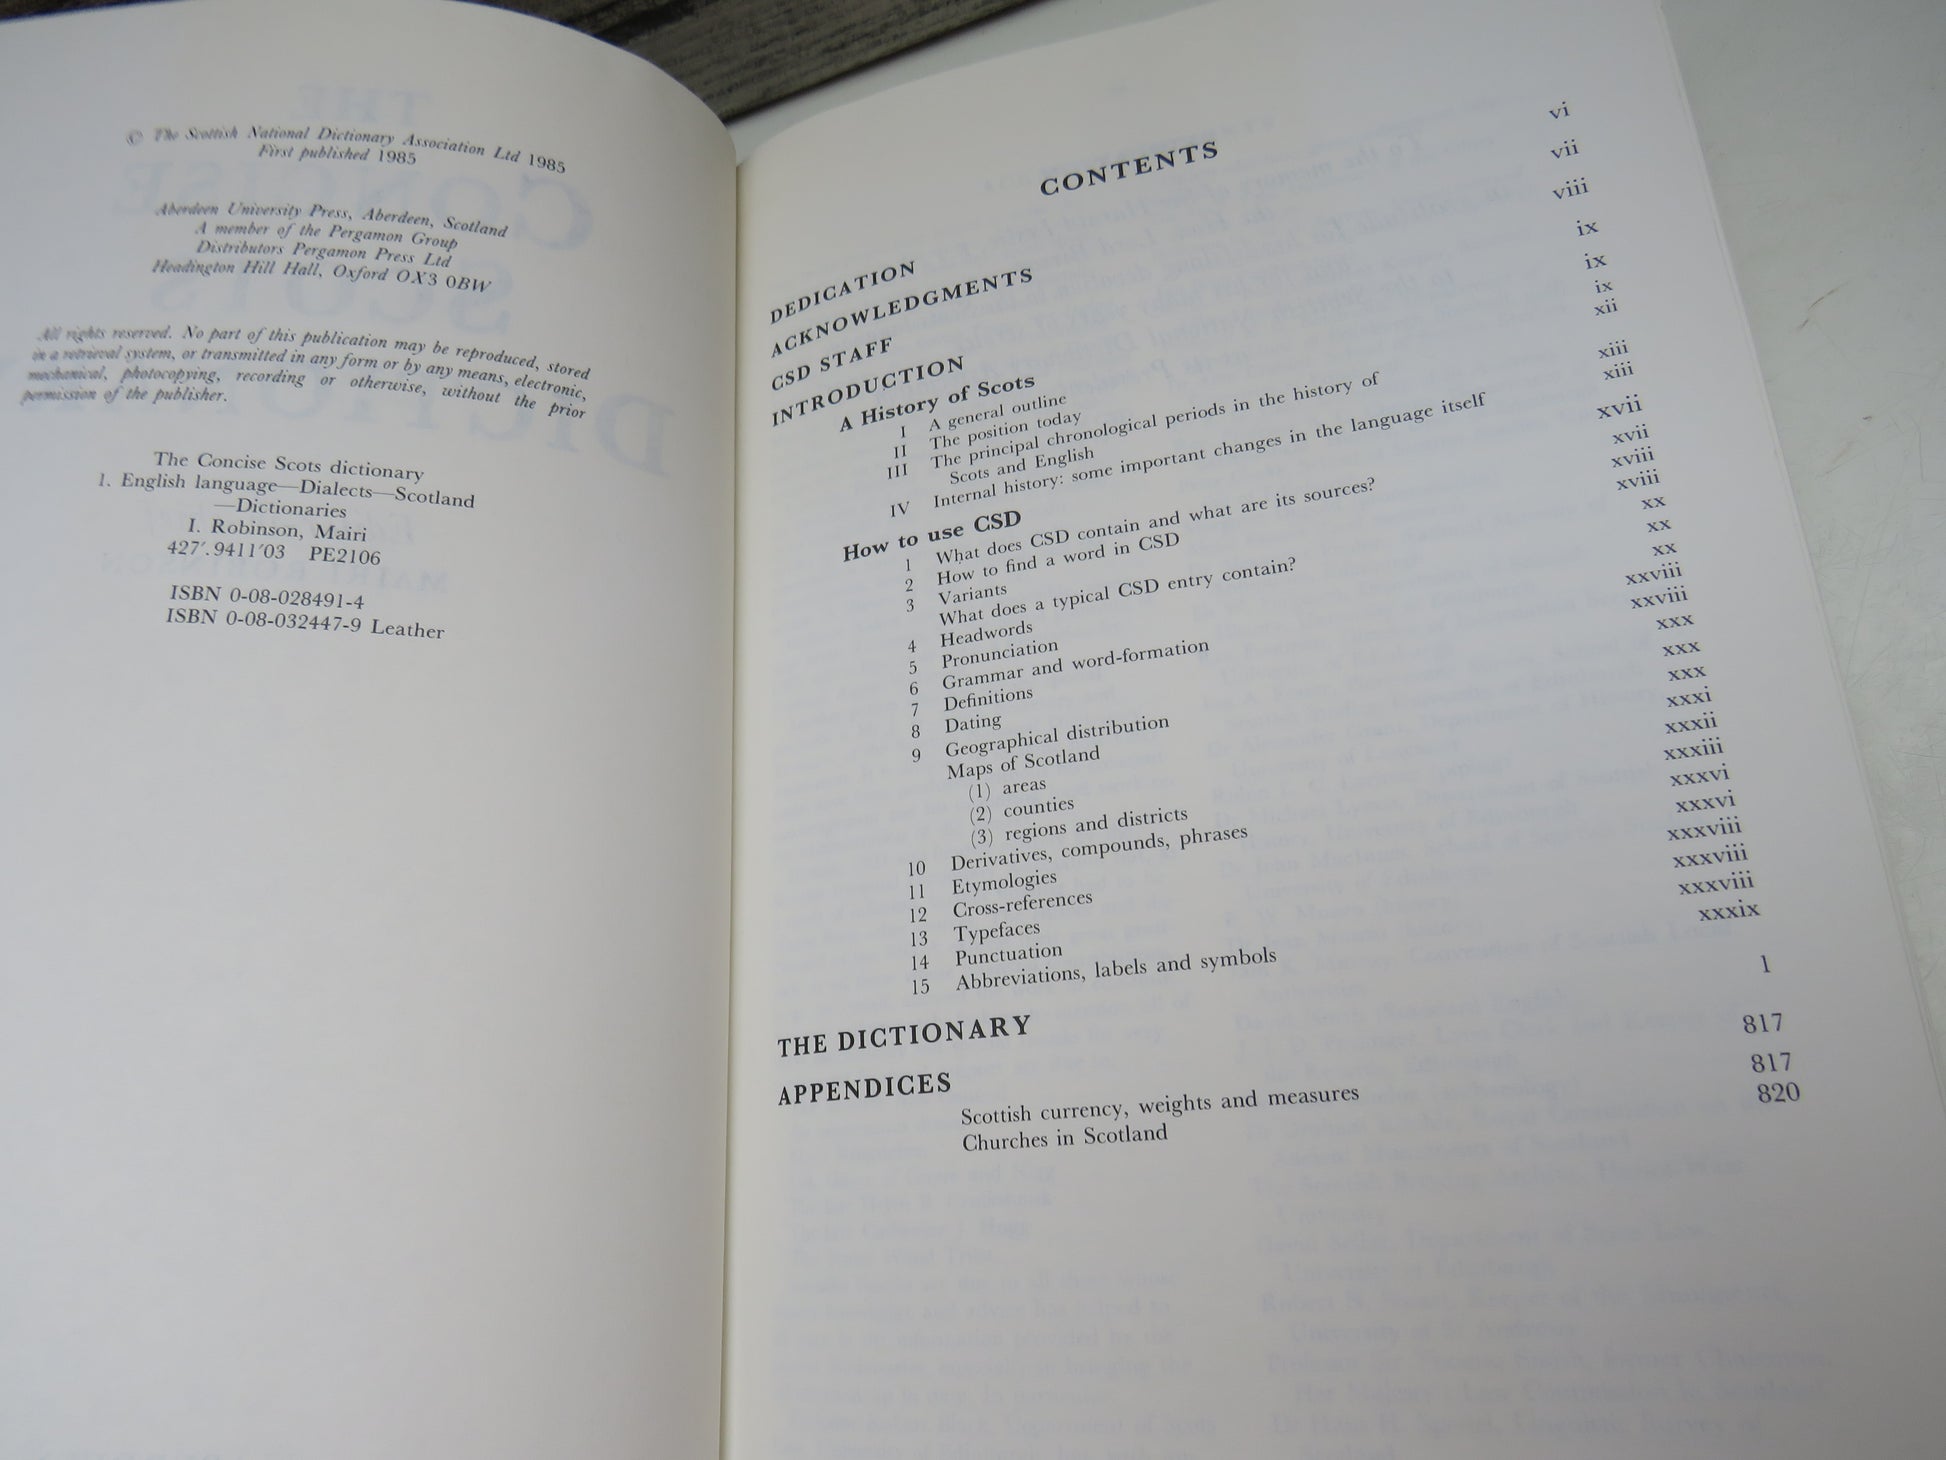 © The Scottish National Dictionary Association Ltd 1985
First published 1985
Aberdeen University Press, Aberdeen, Scotland
A member of the Pergamon Group
Distributors Pergamon Press Ltd
Headington Hill Hall, Oxford OX3 0BW
All rights reserved. No part of this publication may be reproduced, stored
in a retrieval system, or transmitted in any form or by any means, electronic,
mechanical, photocopying, recording or otherwise, without the prior
permission of the publisher.
The Concise Scots dictionary
1. English language—Dialects—Scotland
—Dictionaries
I. Robinson, Mairi
427'.9411'03 PE2106
ISBN 0-08-028491-4
ISBN 0-08-032447-9 Leather
CONTENTS
DEDICATION vi
ACKNOWLEDGMENTS vii
CSD STAFF viii
INTRODUCTION ix
A History of Scots ix
I A general outline ix
II The position today xii
III The principal chronological periods in the history of
Scots and English xiii
IV Internal history: some important changes in the language itself xiii
How to use CSD xvii
1 What does CSD contain and what are its sources? xvii
2 How to find a word in CSD xviii
3 Variants xviii
What does a typical CSD entry contain? xx
4 Headwords xx
5 Pronunciation xx
6 Grammar and word-formation xxviii
7 Definitions xxviii
8 Dating xxx
9 Geographical distribution xxx
Maps of Scotland xxx
(1) areas xxxi
(2) counties xxxii
(3) regions and districts xxxiii
10 Derivatives, compounds, phrases xxxvi
11 Etymologies xxxvi
12 Cross-references xxxviii
13 Typefaces xxxviii
14 Punctuation xxxviii
15 Abbreviations, labels and symbols xxxix
THE DICTIONARY 1
APPENDICES 817
Scottish currency, weights and measures 817
Churches in Scotland 820